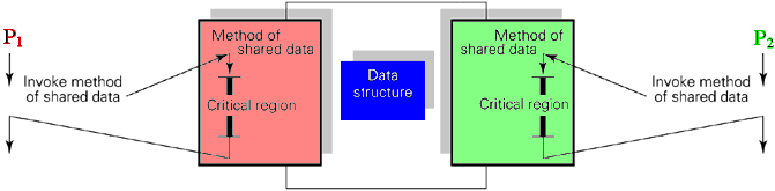 P1
Invoke method
of shared data
Method of
shared data
Critical region
Data
structure
Method of
shared data
Critical region
Invoke method
of shared data
P2